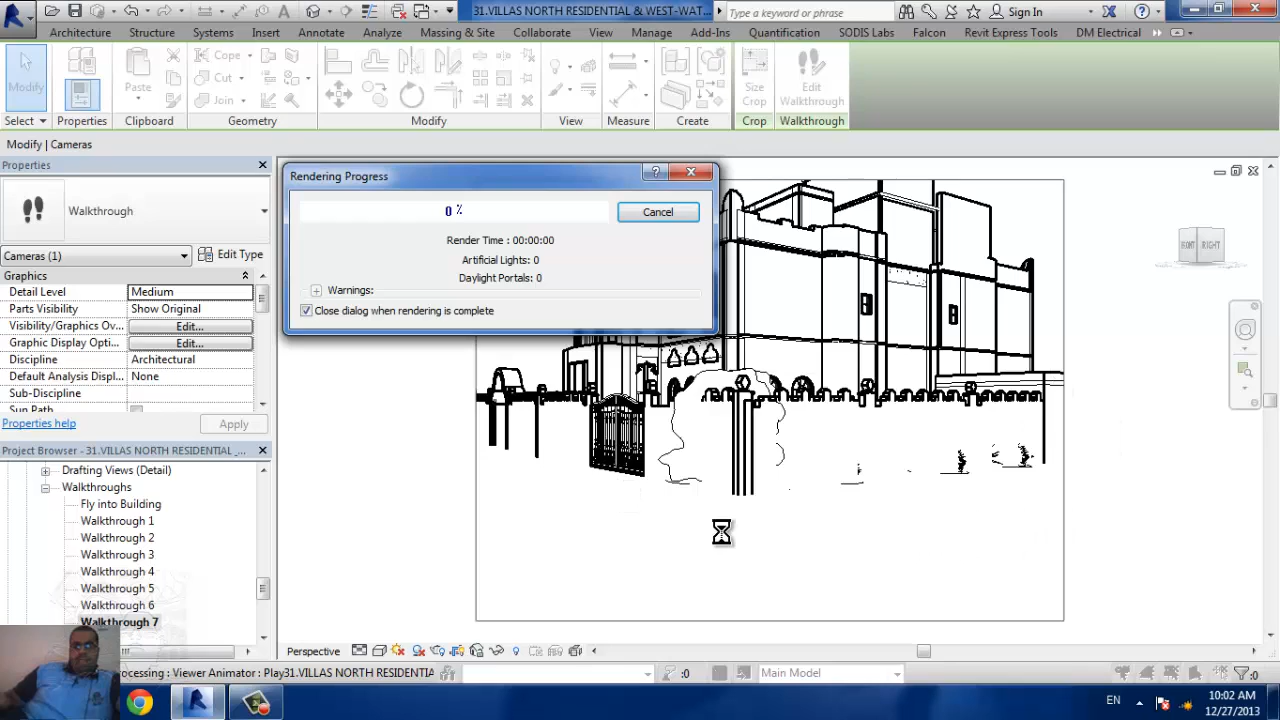 31.VILLAS NORTH RESIDENTIAL & WEST-WAT...
Type a keyword or phrase
Sign In
Architecture Structure Systems Insert Annotate Analyze Massing & Site Collaborate View Manage Add-Ins Quantification SODIS Labs Falcon Revit Express Tools DM Electrical
Modify
Paste
Cope
Cut
Join
Size Crop
Edit Walkthrough
Select Properties Clipboard Geometry Modify View Measure Create Crop Walkthrough
Modify | Cameras
Properties
Walkthrough
Cameras (1)
Edit Type
Graphics
Detail Level Medium
Parts Visibility Show Original
Visibility/Graphics Ov... Edit...
Graphic Display Opti... Edit...
Discipline Architectural
Default Analysis Displ... None
Sub-Discipline
Sun Path
Properties help
Apply
Project Browser - 31.VILLAS NORTH RESIDENTIAL _...
Drafting Views (Detail)
Walkthroughs
Fly into Building
Walkthrough 1
Walkthrough 2
Walkthrough 3
Walkthrough 4
Walkthrough 5
Walkthrough 6
Walkthrough 7
Rendering Progress
0 %
Cancel
Render Time : 00:00:00
Artificial Lights: 0
Daylight Portals: 0
Warnings:
Close dialog when rendering is complete
FRONT RIGHT
Perspective
rocessing : Viewer Animator : Play31.VILLAS NORTH RESIDENTIA
:0
Main Model
:0
EN
10:02 AM
12/27/2013